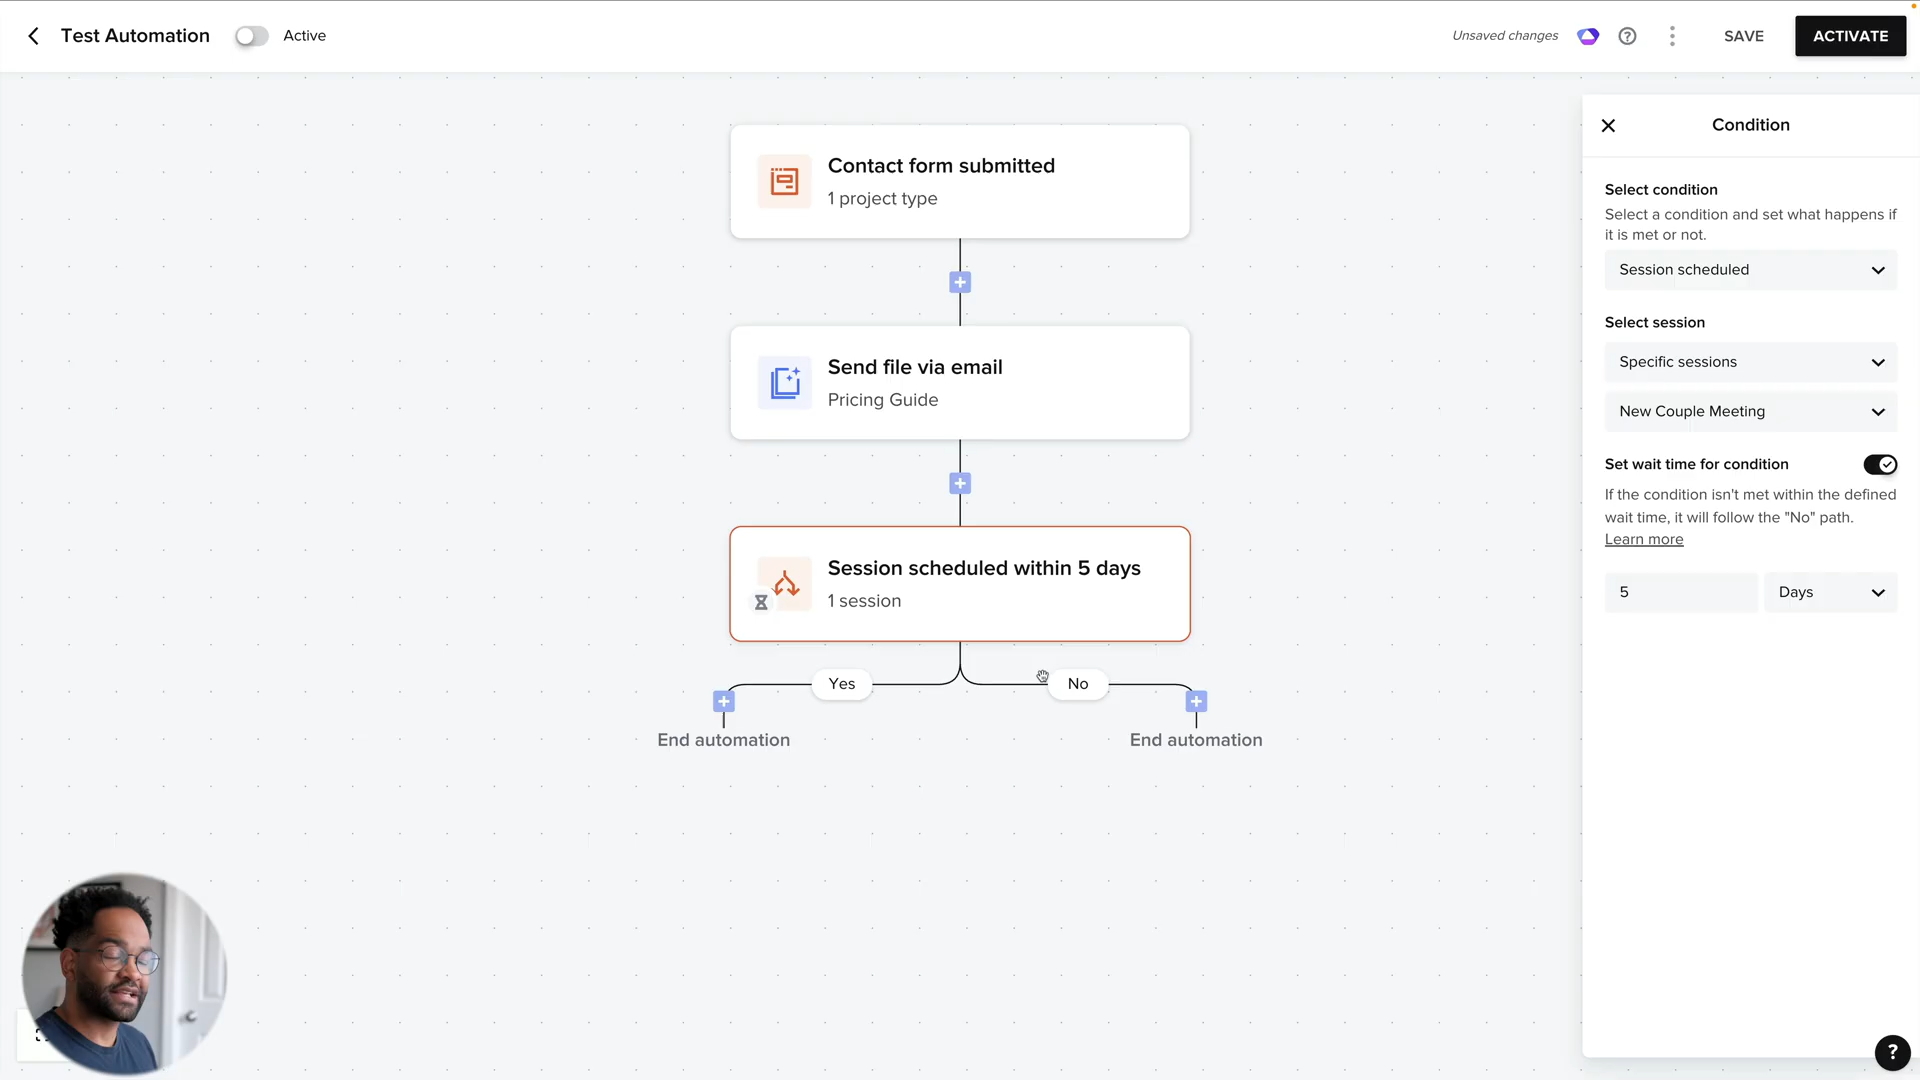 Test Automation
Active
Unsaved changes
SAVE
ACTIVATE
Contact form submitted
1 project type
Send file via email
Pricing Guide
Session scheduled within 5 days
1 session
Yes
No
End automation
End automation
Condition
Select condition
Select a condition and set what happens if
it is met or not.
Session scheduled
Select session
Specific sessions
New Couple Meeting
Set wait time for condition
If the condition isn't met within the defined
wait time, it will follow the "No" path.
Learn more
5
Days
?